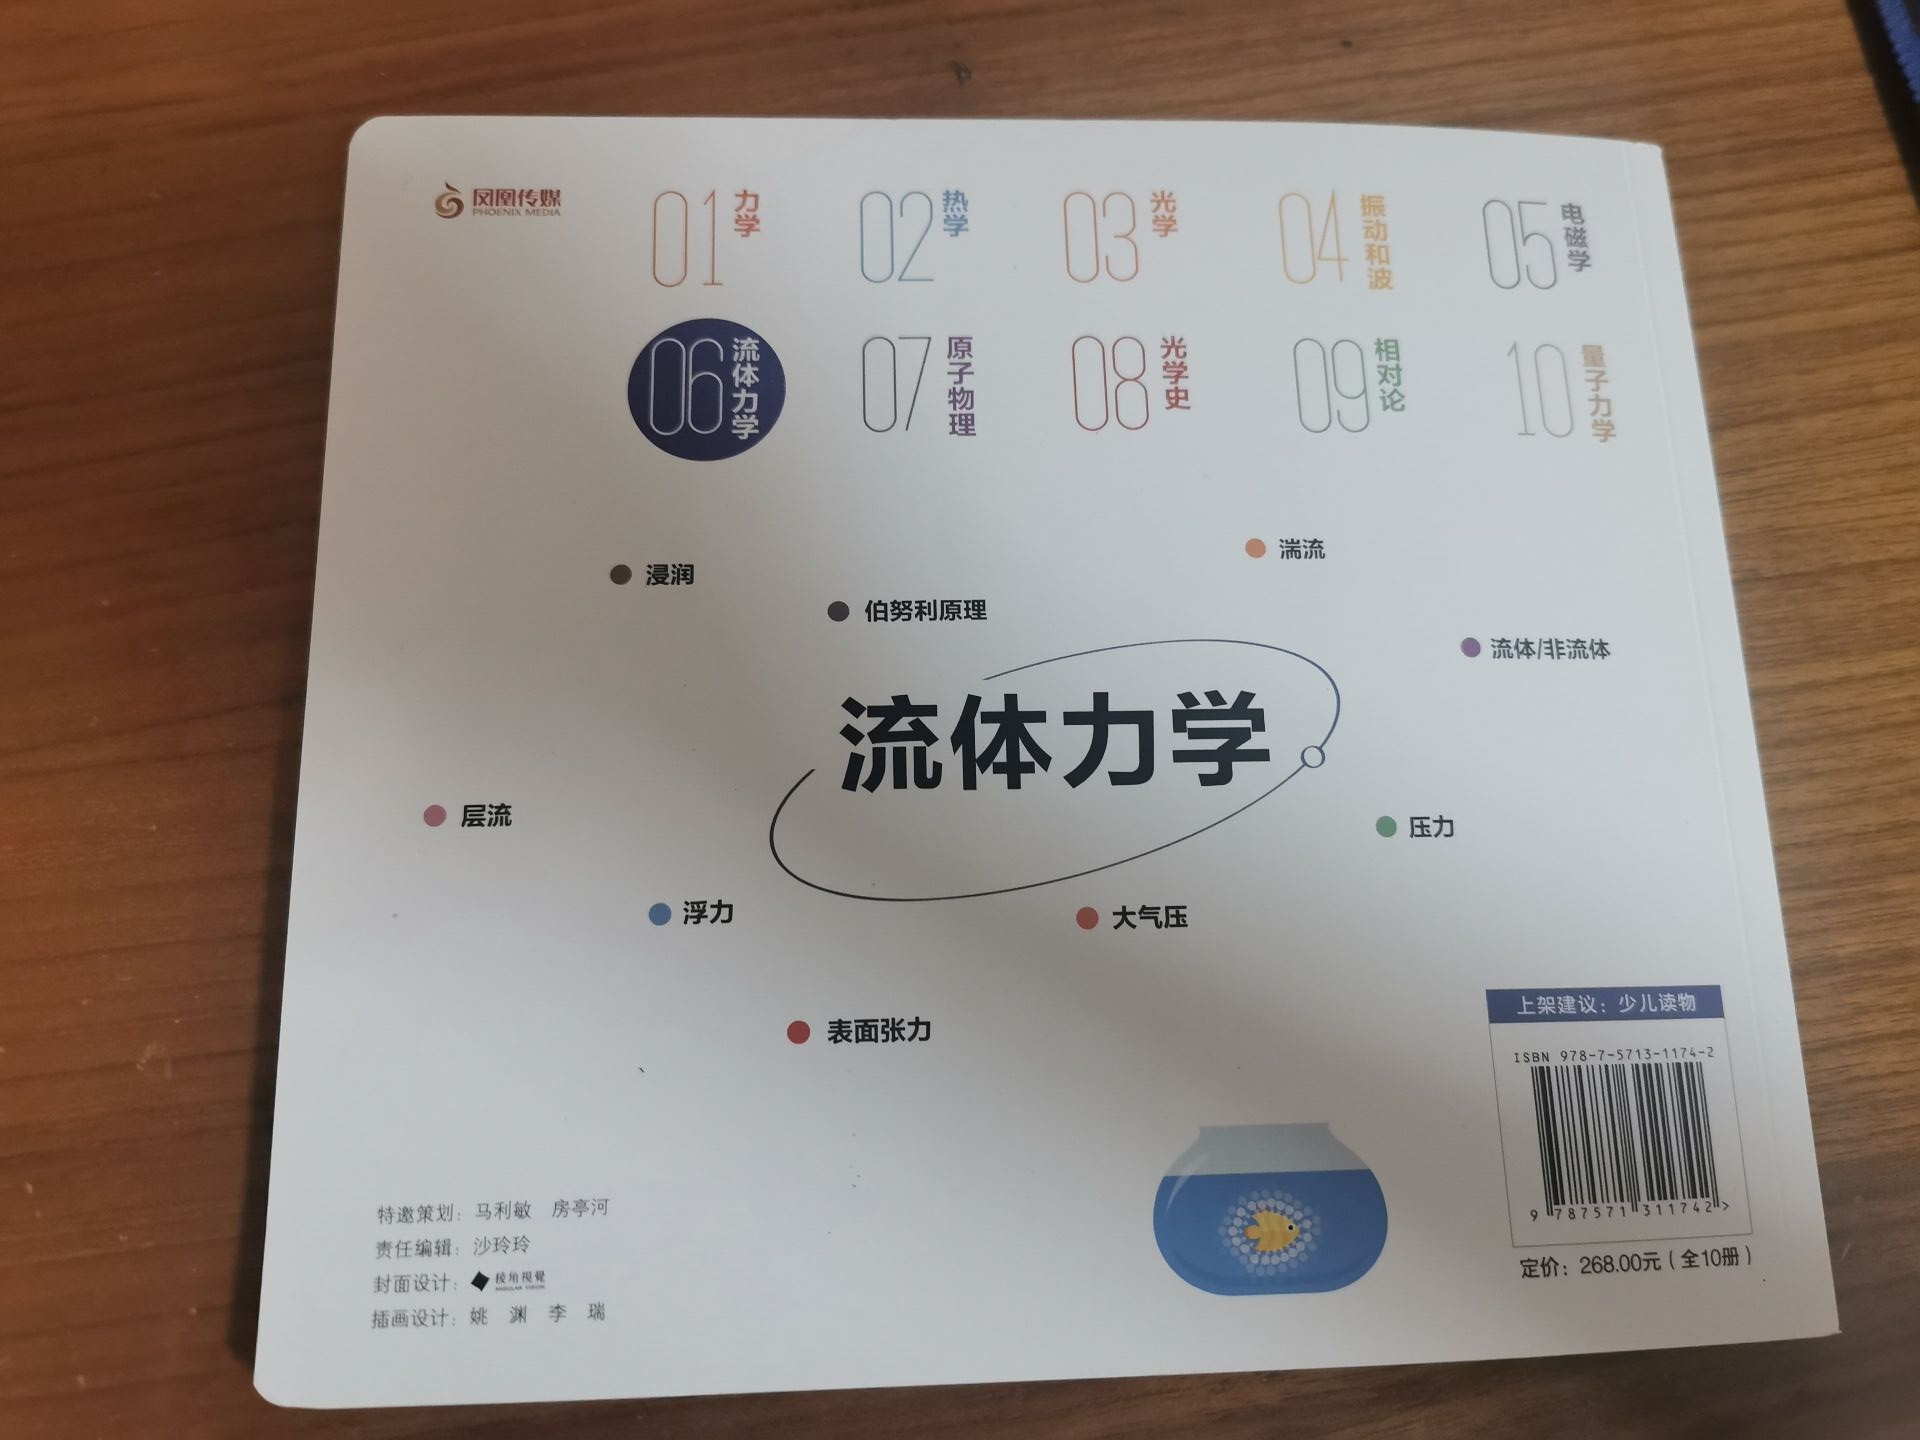 凤凰传媒
PHOENIX MEDIA
01 力学
02 热学
03 光学
04 振动和波
05 电磁学
06 流体力学
07 原子物理
08 光学史
09 相对论
10 量子力学
湍流
浸润
伯努利原理
流体/非流体
流体力学
层流
压力
浮力
大气压
表面张力
上架建议：少儿读物
ISBN 978-7-5713-1174-2
9 787571 311742 >
定价：268.00元（全10册）
特邀策划：马利敏 房亭河
责任编辑：沙玲玲
封面设计：棱角視覺
ANGULAR VISION
插画设计：姚 渊 李 瑞